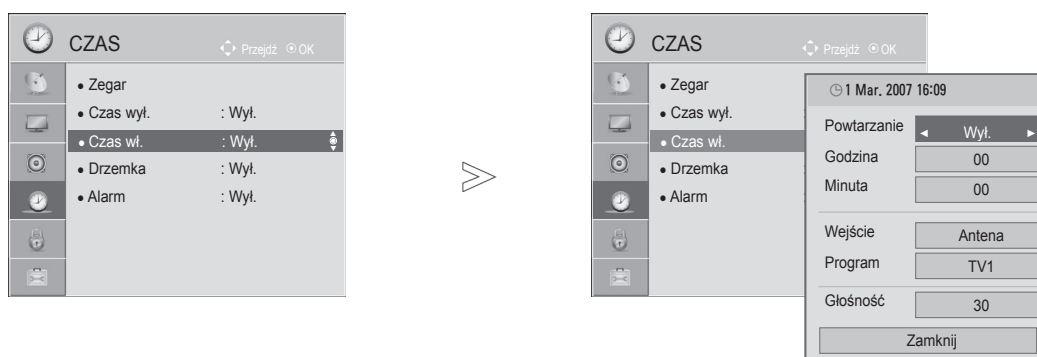 CZAS Przejdź OK
• Zegar
• Czas wył. : Wył.
• Czas wł. : Wył.
• Drzemka : Wył.
• Alarm : Wył.
CZAS Przejdź OK
• Zegar
• Czas wył. :
• Czas wł.
• Drzemka :
• Alarm :
1 Mar. 2007 16:09
Powtarzanie ◄ Wył. ►
Godzina 00
Minuta 00
Wejście Antena
Program TV1
Głośność 30
Zamknij